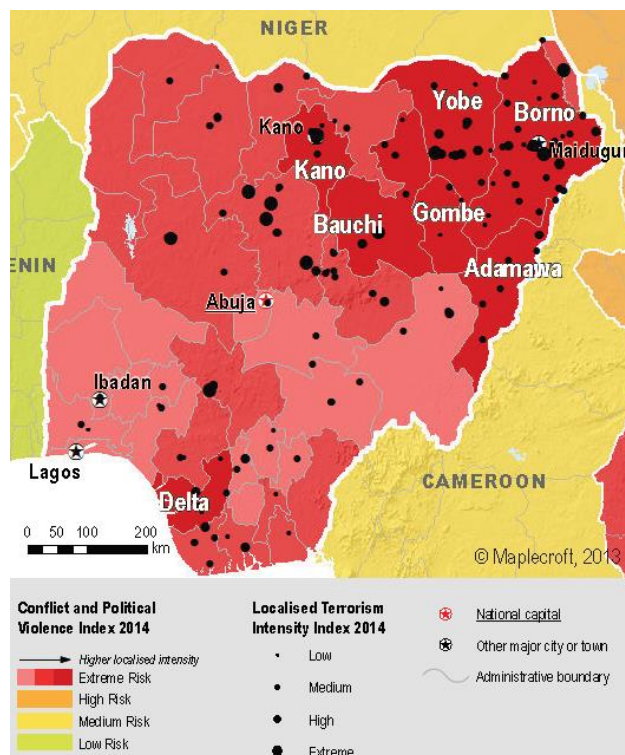 NIGER
Yobe
Borno
Kano
Maidugur
Kano
Bauchi
Gombe
Adamawa
ENIN
Abuja
Ibadan
Lagos
Delta
CAMEROON
0 50 100 200
km
© Maplecroft, 2013
Conflict and Political
Violence Index 2014
Higher localised intensity
Extreme Risk
High Risk
Medium Risk
Low Risk
Localised Terrorism
Intensity Index 2014
Low
Medium
High
Extreme
National capital
Other major city or town
Administrative boundary